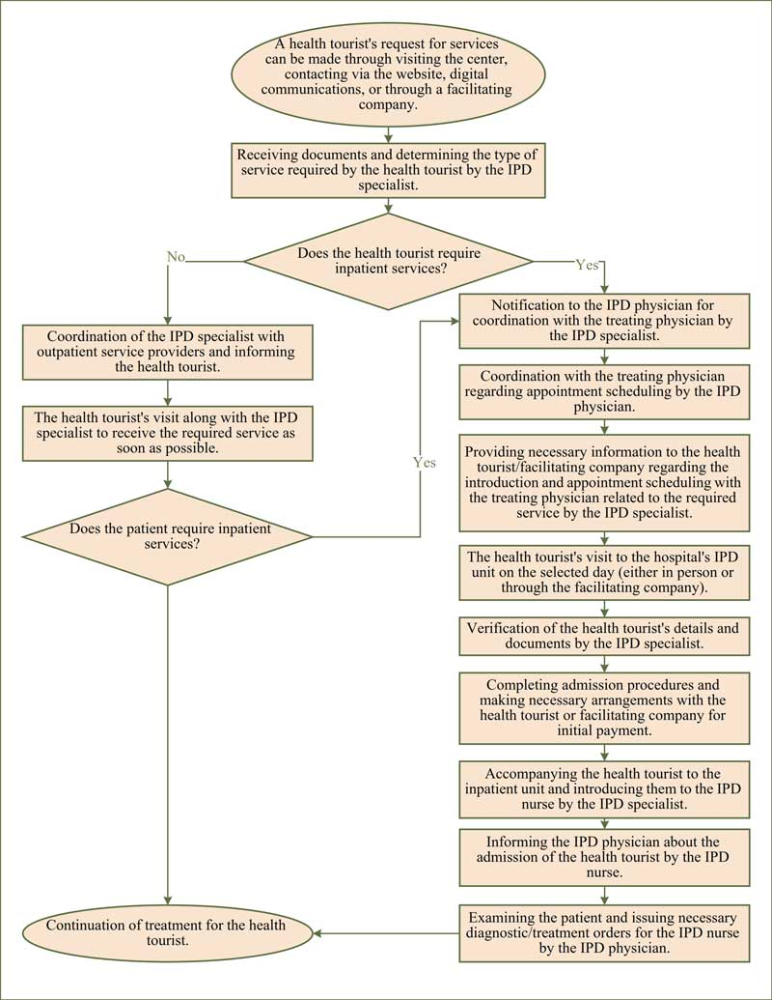 A health tourist's request for services
can be made through visiting the center,
contacting via the website, digital
communications, or through a facilitating
company.
Receiving documents and determining the type of
service required by the health tourist by the IPD
specialist.
Does the health tourist require
inpatient services?
No
Yes
Coordination of the IPD specialist with
outpatient service providers and informing
the health tourist.
The health tourist's visit along with the IPD
specialist to receive the required service as
soon as possible.
Does the patient require inpatient
services?
Yes
Notification to the IPD physician for
coordination with the treating physician by
the IPD specialist.
Coordination with the treating physician
regarding appointment scheduling by the IPD
physician.
Providing necessary information to the health
tourist/facilitating company regarding the
introduction and appointment scheduling with
the treating physician related to the required
service by the IPD specialist.
The health tourist's visit to the hospital's IPD
unit on the selected day (either in person or
through the facilitating company).
Verification of the health tourist's details and
documents by the IPD specialist.
Completing admission procedures and
making necessary arrangements with the
health tourist or facilitating company for
initial payment.
Accompanying the health tourist to the
inpatient unit and introducing them to the IPD
nurse by the IPD specialist.
Informing the IPD physician about the
admission of the health tourist by the IPD
nurse.
Examining the patient and issuing necessary
diagnostic/treatment orders for the IPD nurse
by the IPD physician.
Continuation of treatment for the health
tourist.